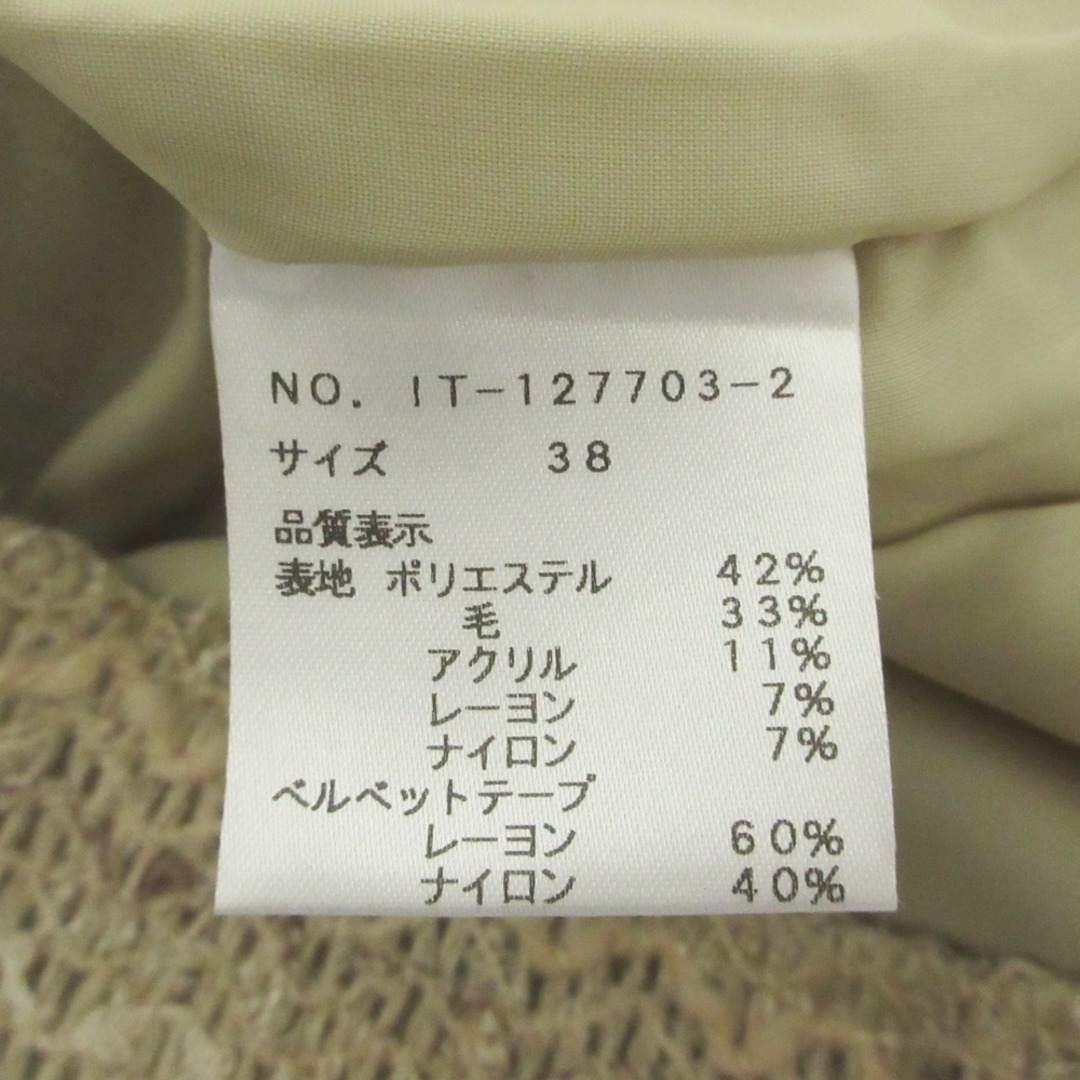 NO. IT-127703-2
サイズ 38
品質表示
表地 ポリエステル 42%
毛 33%
アクリル 11%
レーヨン 7%
ナイロン 7%
ベルベットテープ
レーヨン 60%
ナイロン 40%